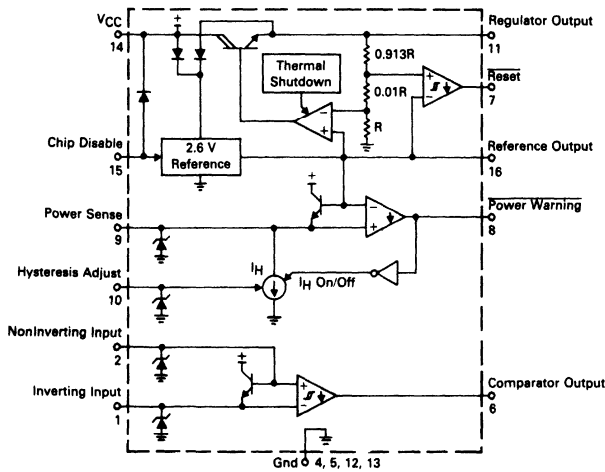 VCC
14
Regulator Output
11
0.913R
Thermal
Shutdown
Reset
7
0.01R
R
+
−
+
−
+
Chip Disable
15
2.6 V
Reference
Reference Output
16
+
Power Sense
9
−
+
Power Warning
8
IH
IH On/Off
Hysteresis Adjust
10
NonInverting Input
2
+
+
−
Inverting Input
1
Comparator Output
6
Gnd 4, 5, 12, 13